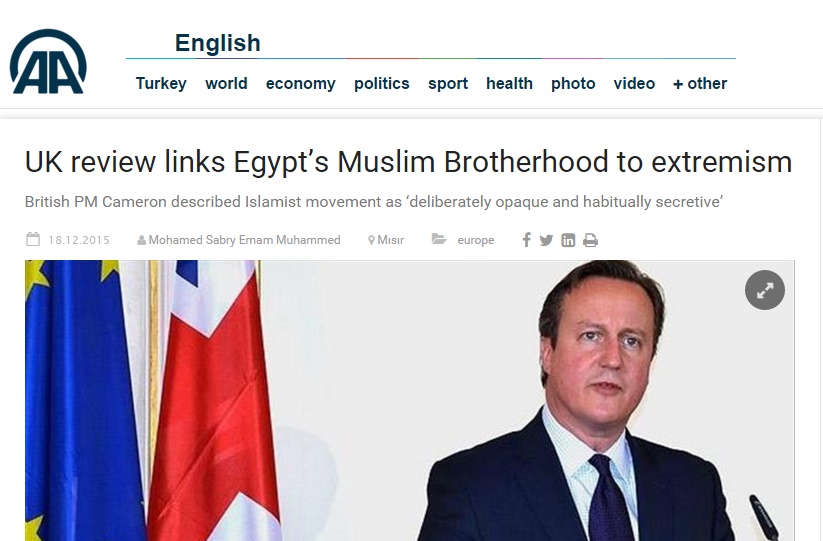 AA
English
Turkey world economy politics sport health photo video + other
UK review links Egypt’s Muslim Brotherhood to extremism
British PM Cameron described Islamist movement as ‘deliberately opaque and habitually secretive’
18.12.2015 Mohamed Sabry Emam Muhammed Mısır europe